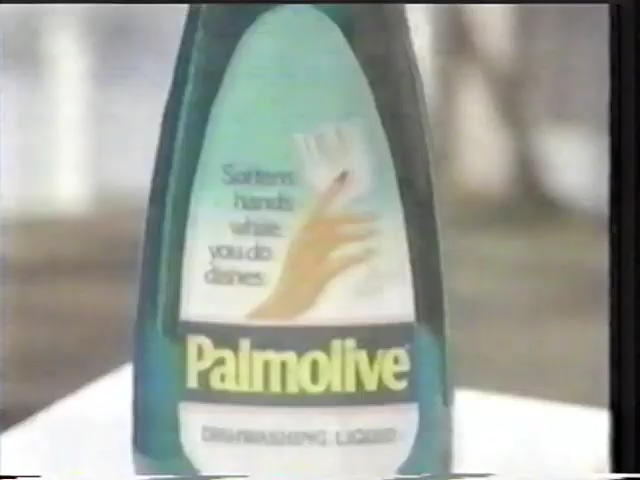 Softens
hands
while
you do
dishes
Palmolive
DISHWASHING LIQUID